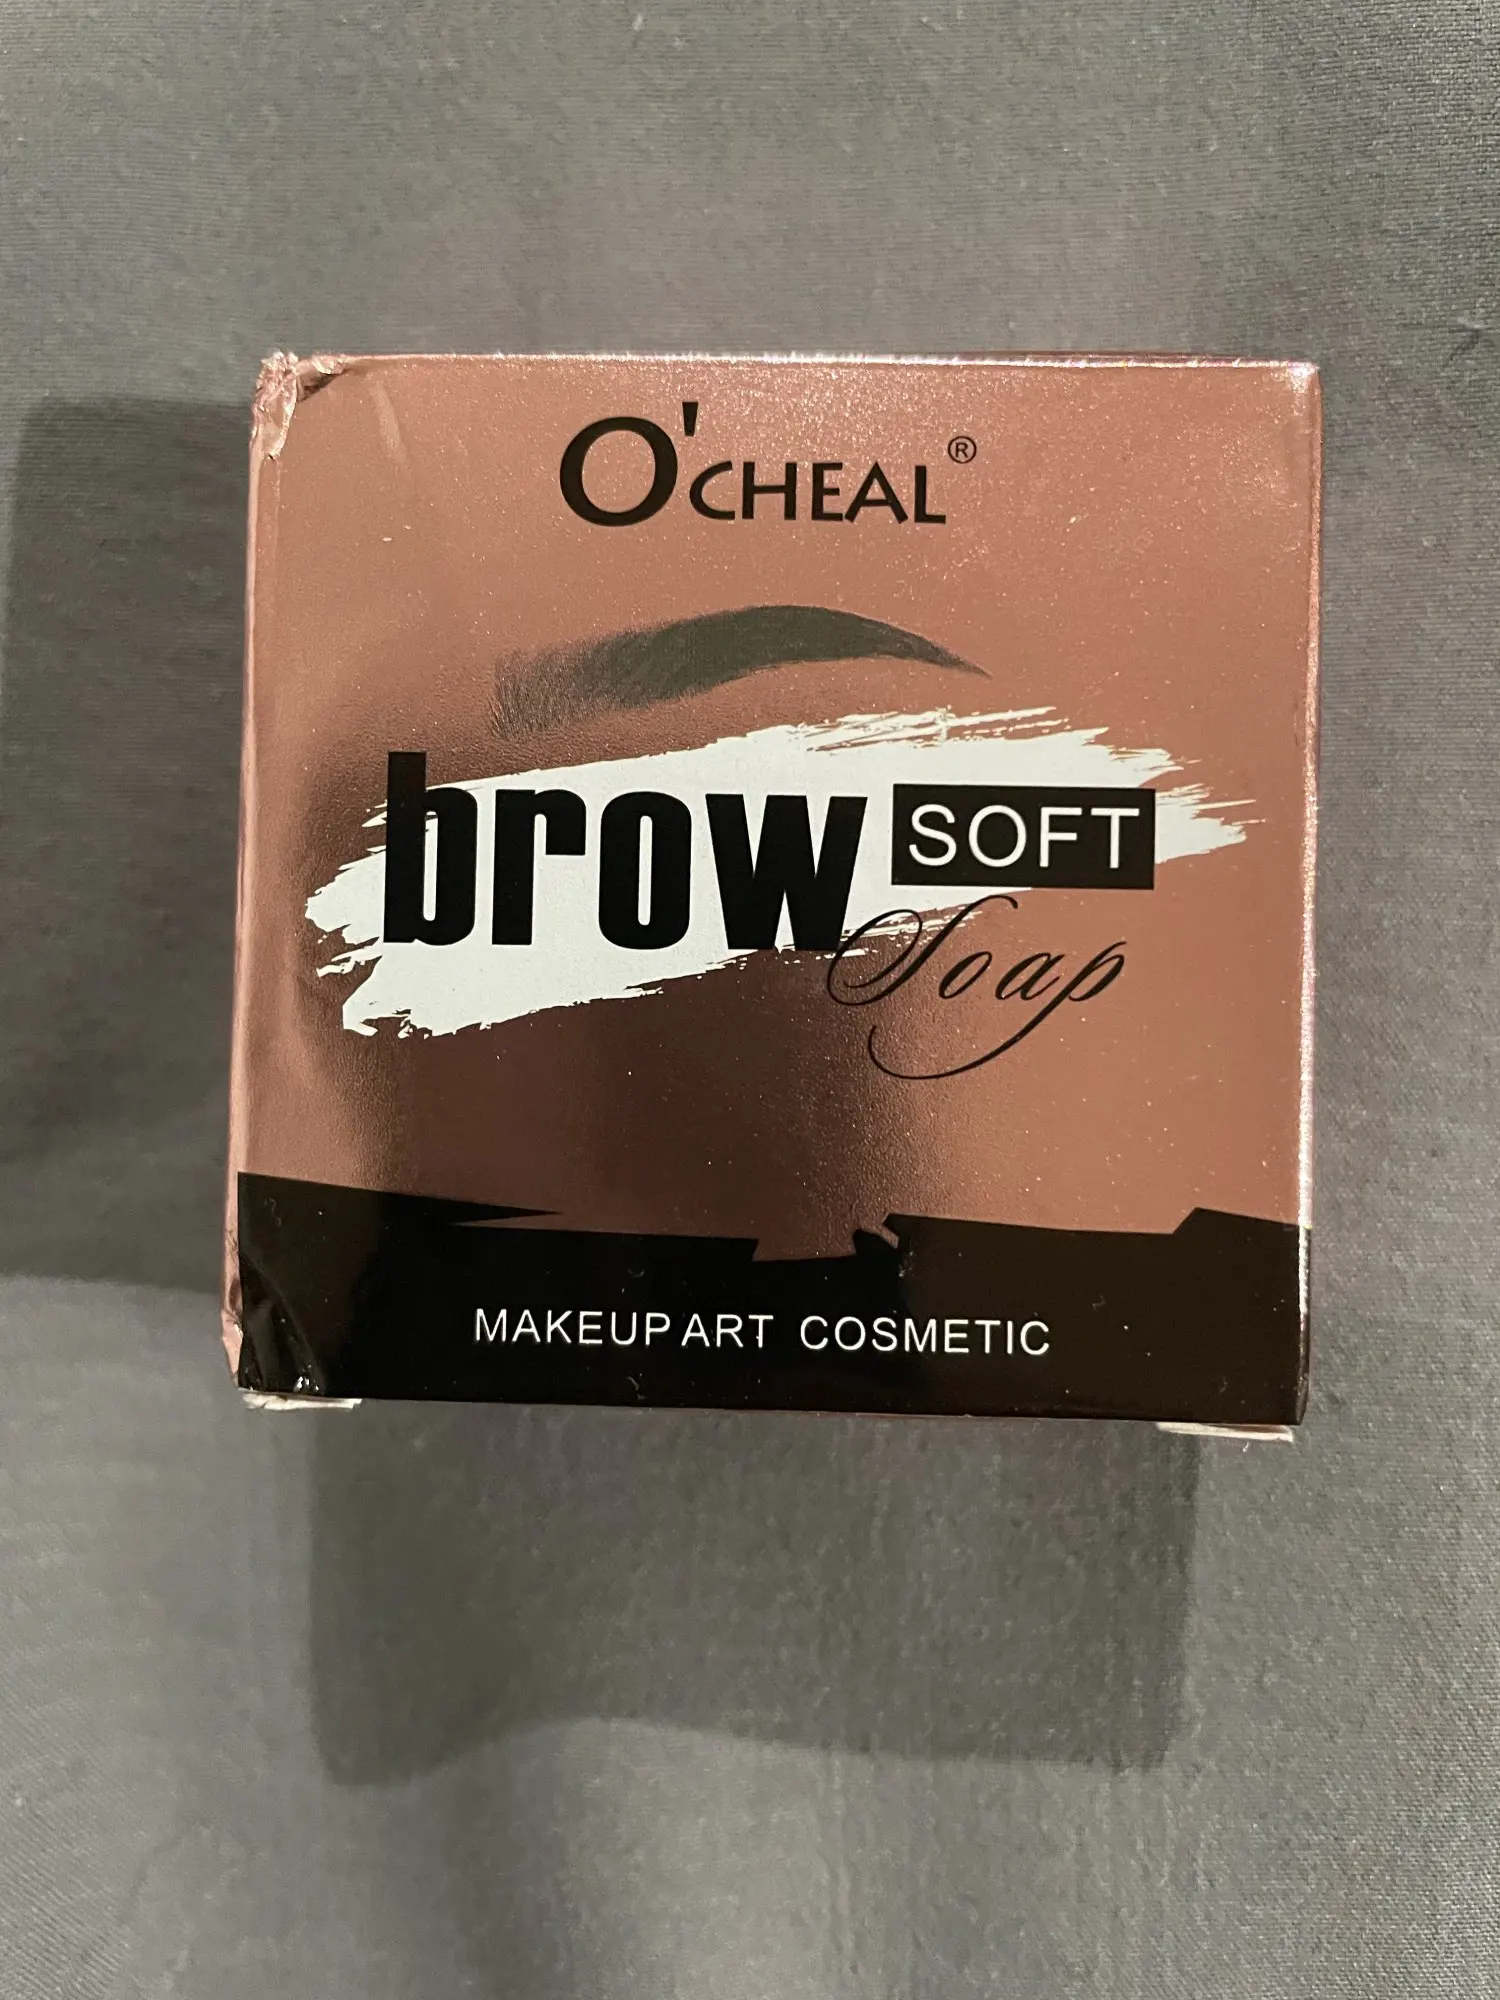 O'CHEAL®
brow SOFT
Soap
MAKEUP ART COSMETIC